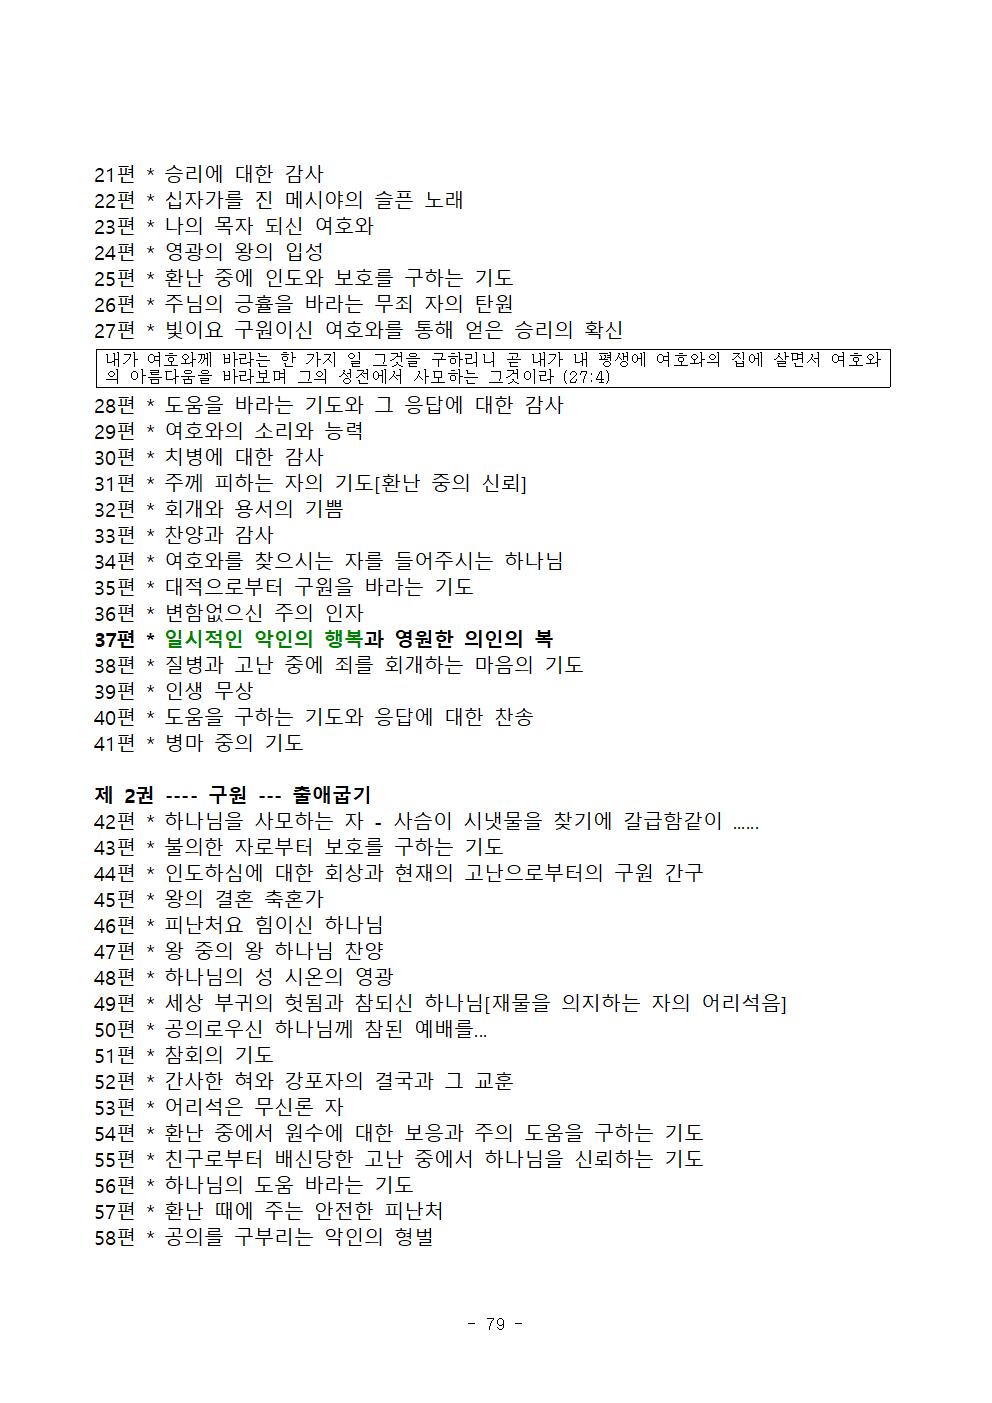 21편 * 승리에 대한 감사
22편 * 십자가를 진 메시야의 슬픈 노래
23편 * 나의 목자 되신 여호와
24편 * 영광의 왕의 입성
25편 * 환난 중에 인도와 보호를 구하는 기도
26편 * 주님의 긍휼을 바라는 무죄 자의 탄원
27편 * 빛이요 구원이신 여호와를 통해 얻은 승리의 확신
내가 여호와께 바라는 한 가지 일 그것을 구하리니 곧 내가 내 평생에 여호와의 집에 살면서 여호와
의 아름다움을 바라보며 그의 성전에서 사모하는 그것이라 (27:4)
28편 * 도움을 바라는 기도와 그 응답에 대한 감사
29편 * 여호와의 소리와 능력
30편 * 치병에 대한 감사
31편 * 주께 피하는 자의 기도[환난 중의 신뢰]
32편 * 회개와 용서의 기쁨
33편 * 찬양과 감사
34편 * 여호와를 찾으시는 자를 들어주시는 하나님
35편 * 대적으로부터 구원을 바라는 기도
36편 * 변함없으신 주의 인자
37편 * 일시적인 악인의 행복과 영원한 의인의 복
38편 * 질병과 고난 중에 죄를 회개하는 마음의 기도
39편 * 인생 무상
40편 * 도움을 구하는 기도와 응답에 대한 찬송
41편 * 병마 중의 기도
제 2권 ---- 구원 --- 출애굽기
42편 * 하나님을 사모하는 자 - 사슴이 시냇물을 찾기에 갈급함같이 ......
43편 * 불의한 자로부터 보호를 구하는 기도
44편 * 인도하심에 대한 회상과 현재의 고난으로부터의 구원 간구
45편 * 왕의 결혼 축혼가
46편 * 피난처요 힘이신 하나님
47편 * 왕 중의 왕 하나님 찬양
48편 * 하나님의 성 시온의 영광
49편 * 세상 부귀의 헛됨과 참되신 하나님[재물을 의지하는 자의 어리석음]
50편 * 공의로우신 하나님께 참된 예배를...
51편 * 참회의 기도
52편 * 간사한 혀와 강포자의 결국과 그 교훈
53편 * 어리석은 무신론 자
54편 * 환난 중에서 원수에 대한 보응과 주의 도움을 구하는 기도
55편 * 친구로부터 배신당한 고난 중에서 하나님을 신뢰하는 기도
56편 * 하나님의 도움 바라는 기도
57편 * 환난 때에 주는 안전한 피난처
58편 * 공의를 구부리는 악인의 형벌
- 79 -